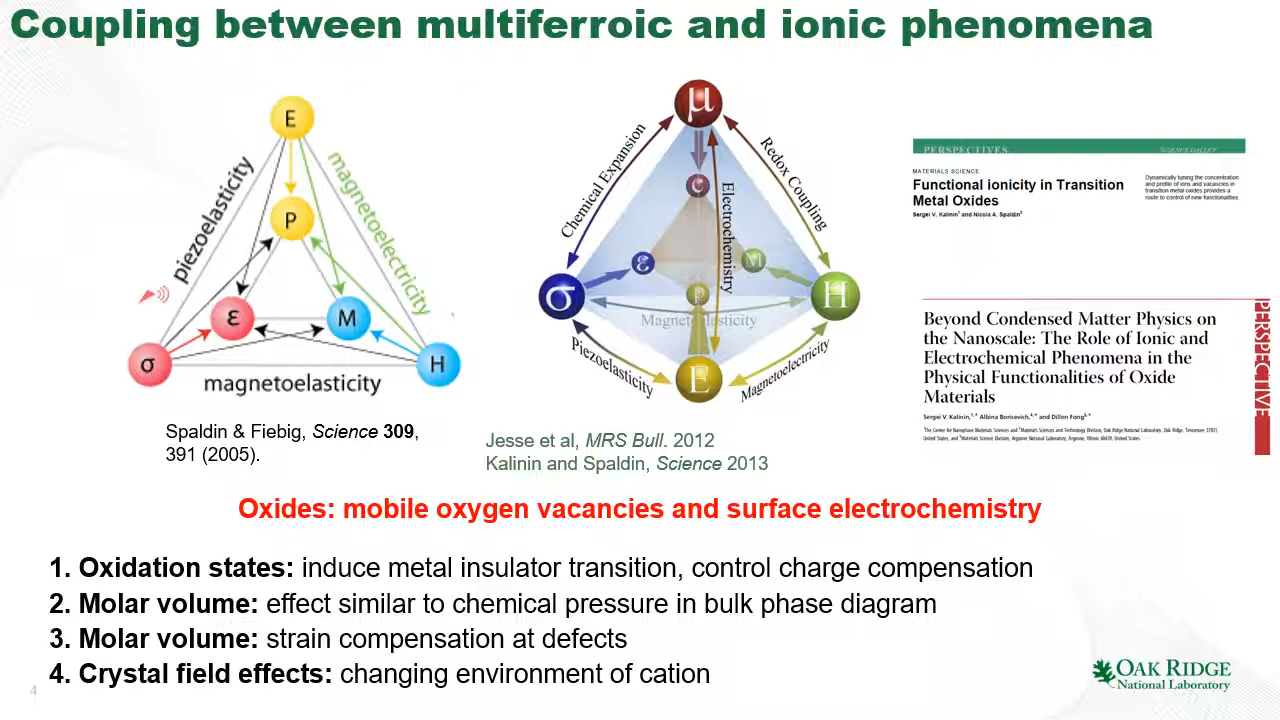 Coupling between multiferroic and ionic phenomena
E
P
ε
M
σ
H
piezoelasticity
magnetoelectricity
magnetoelasticity
Spaldin & Fiebig, Science 309,
391 (2005).
μ
C
ε
M
P
σ
H
E
Chemical Expansion
Redox Coupling
Electrochemistry
Magnetoelasticity
Piezoelasticity
Magnetoelectricity
Jesse et al, MRS Bull. 2012
Kalinin and Spaldin, Science 2013
PERSPECTIVES
MATERIALS SCIENCE
Functional ionicity in Transition
Metal Oxides
Sergei V. Kalinin¹ and Nicola A. Spaldin²
Dynamically tuning the concentration
and profile of ions and vacancies in
transition metal oxides provides a
route to control of new functionalities
Beyond Condensed Matter Physics on
the Nanoscale: The Role of Ionic and
Electrochemical Phenomena in the
Physical Functionalities of Oxide
Materials
Sergei V. Kalinin,†,* Albina Borisevich,‡,* and Dillon Fong§,*
PERSPECTIVE
Oxides: mobile oxygen vacancies and surface electrochemistry
1. Oxidation states: induce metal insulator transition, control charge compensation
2. Molar volume: effect similar to chemical pressure in bulk phase diagram
3. Molar volume: strain compensation at defects
4. Crystal field effects: changing environment of cation
4
OAK RIDGE
National Laboratory